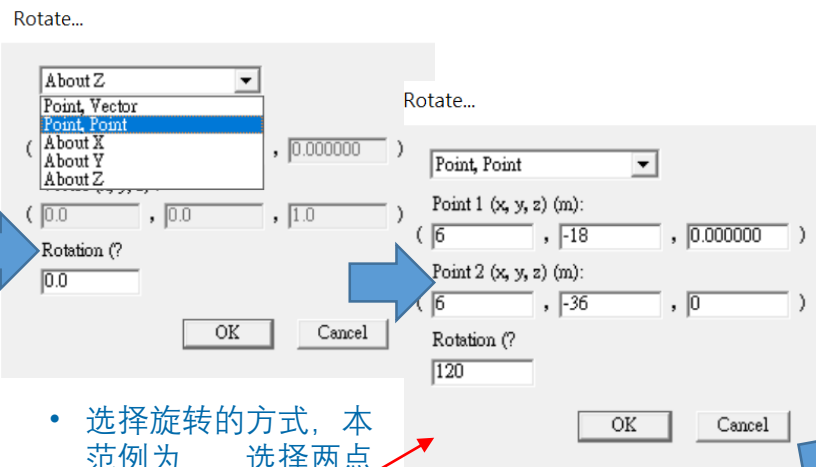 Rotate...
About Z
Point, Vector
Point, Point
About X
About Y
About Z
( , 0.000000 )
( 0.0 , 0.0 , 1.0 )
Rotation (?
0.0
OK Cancel
Rotate...
Point, Point
Point 1 (x, y, z) (m):
( 6 , -18 , 0.000000 )
Point 2 (x, y, z) (m):
( 6 , -36 , 0 )
Rotation (?
120
OK Cancel
• 选择旋转的方式，本
范例为 选择两点